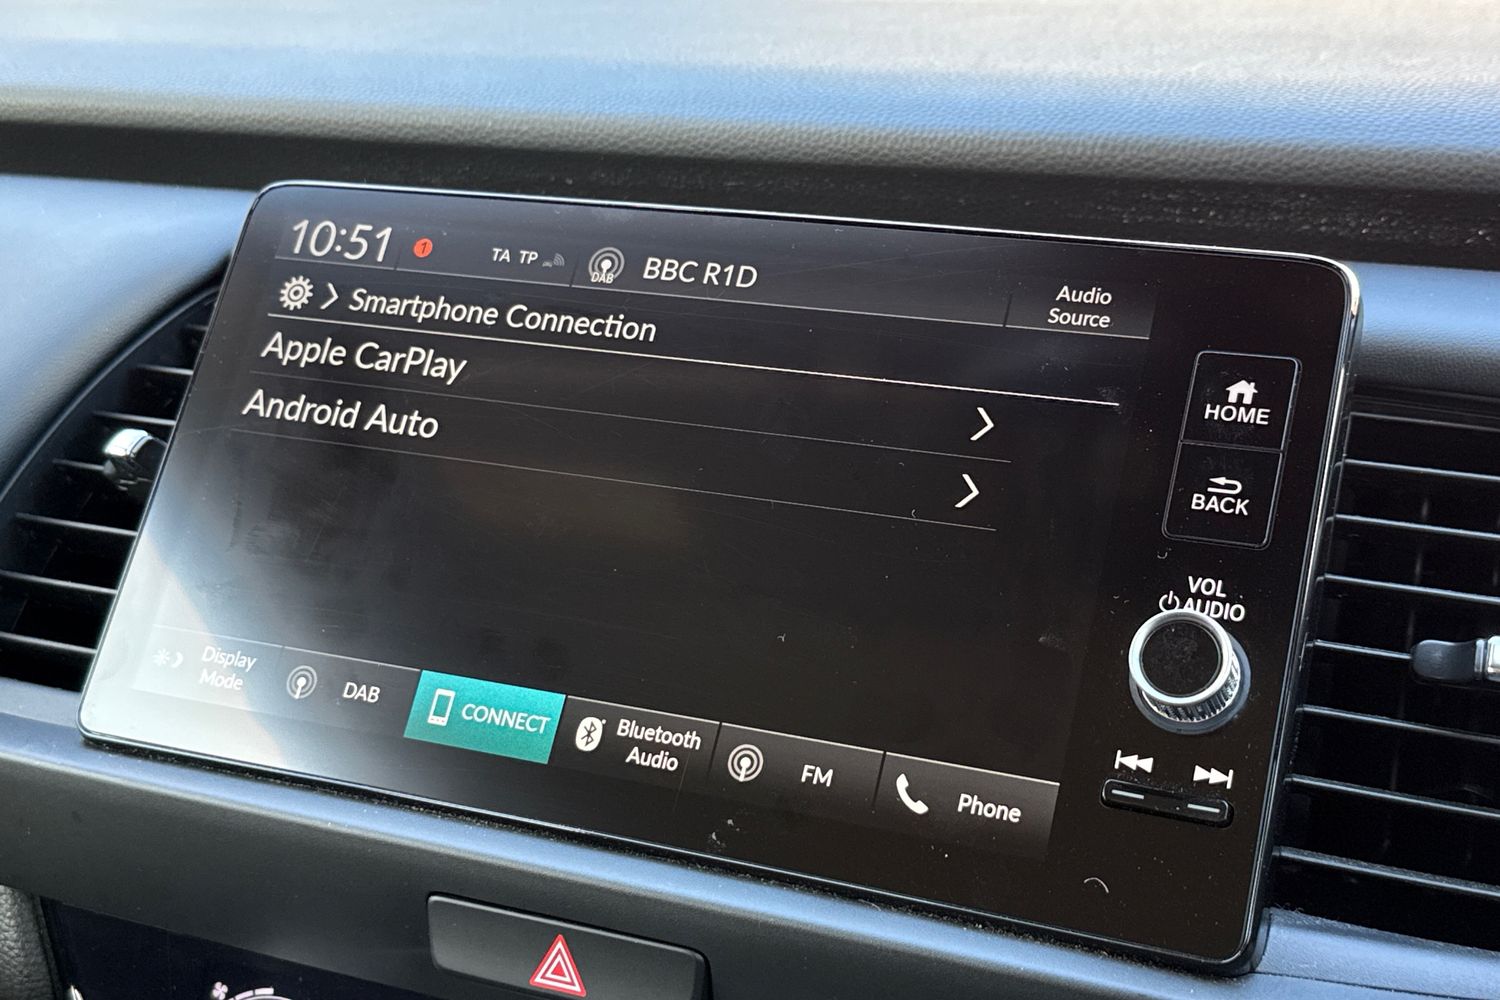 10:51
1
TA TP
DAB
BBC R1D
Audio
Source
Smartphone Connection
Apple CarPlay
Android Auto
HOME
BACK
VOL
AUDIO
Display
Mode
DAB
CONNECT
Bluetooth
Audio
FM
Phone